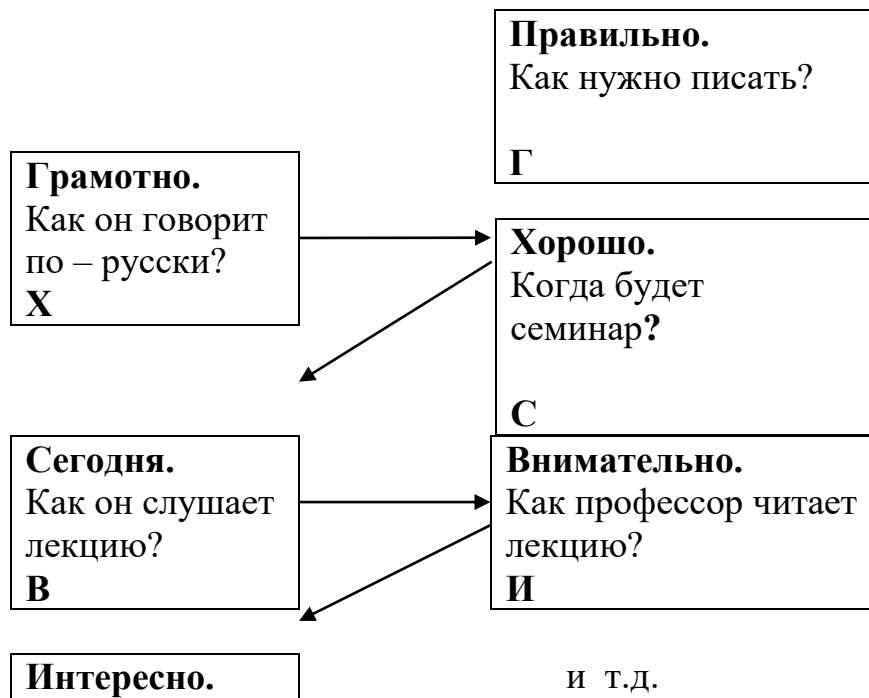 Правильно.
Как нужно писать?
Г
Грамотно.
Как он говорит
по – русски?
Х
Хорошо.
Когда будет
семинар?
С
Сегодня.
Как он слушает
лекцию?
В
Внимательно.
Как профессор читает
лекцию?
И
Интересно.
и т.д.